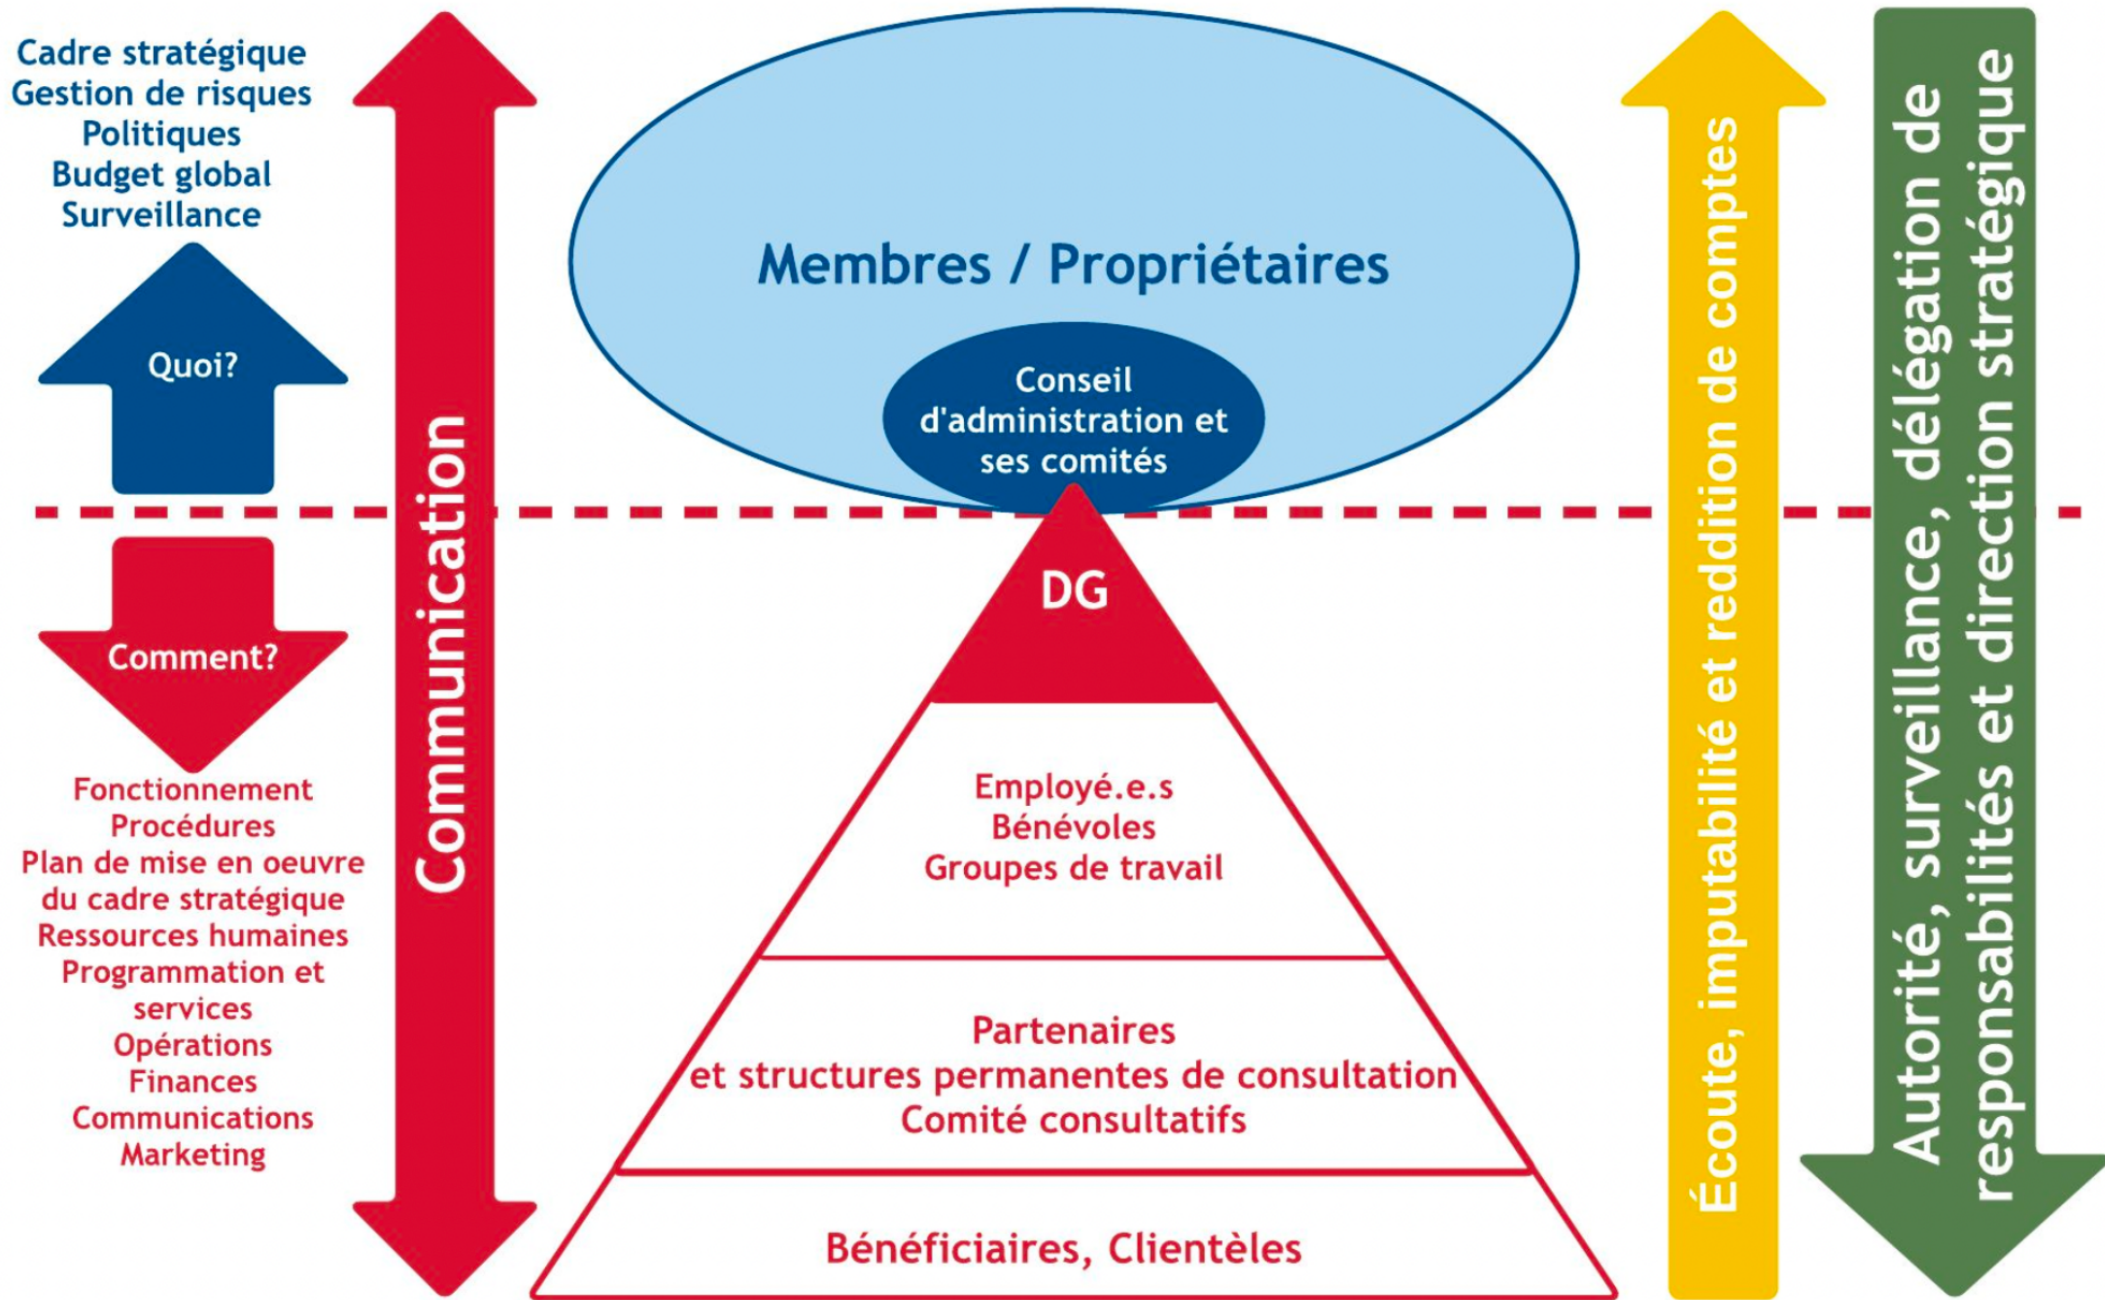 Cadre stratégique
Gestion de risques
Politiques
Budget global
Surveillance
Quoi?
Comment?
Fonctionnement
Procédures
Plan de mise en oeuvre
du cadre stratégique
Ressources humaines
Programmation et
services
Opérations
Finances
Communications
Marketing
Communication
Membres / Propriétaires
Conseil
d'administration et
ses comités
DG
Employé.e.s
Bénévoles
Groupes de travail
Partenaires
et structures permanentes de consultation
Comité consultatifs
Bénéficiaires, Clientèles
Écoute, imputabilité et reddition de comptes
Autorité, surveillance, délégation de
responsabilités et direction stratégique